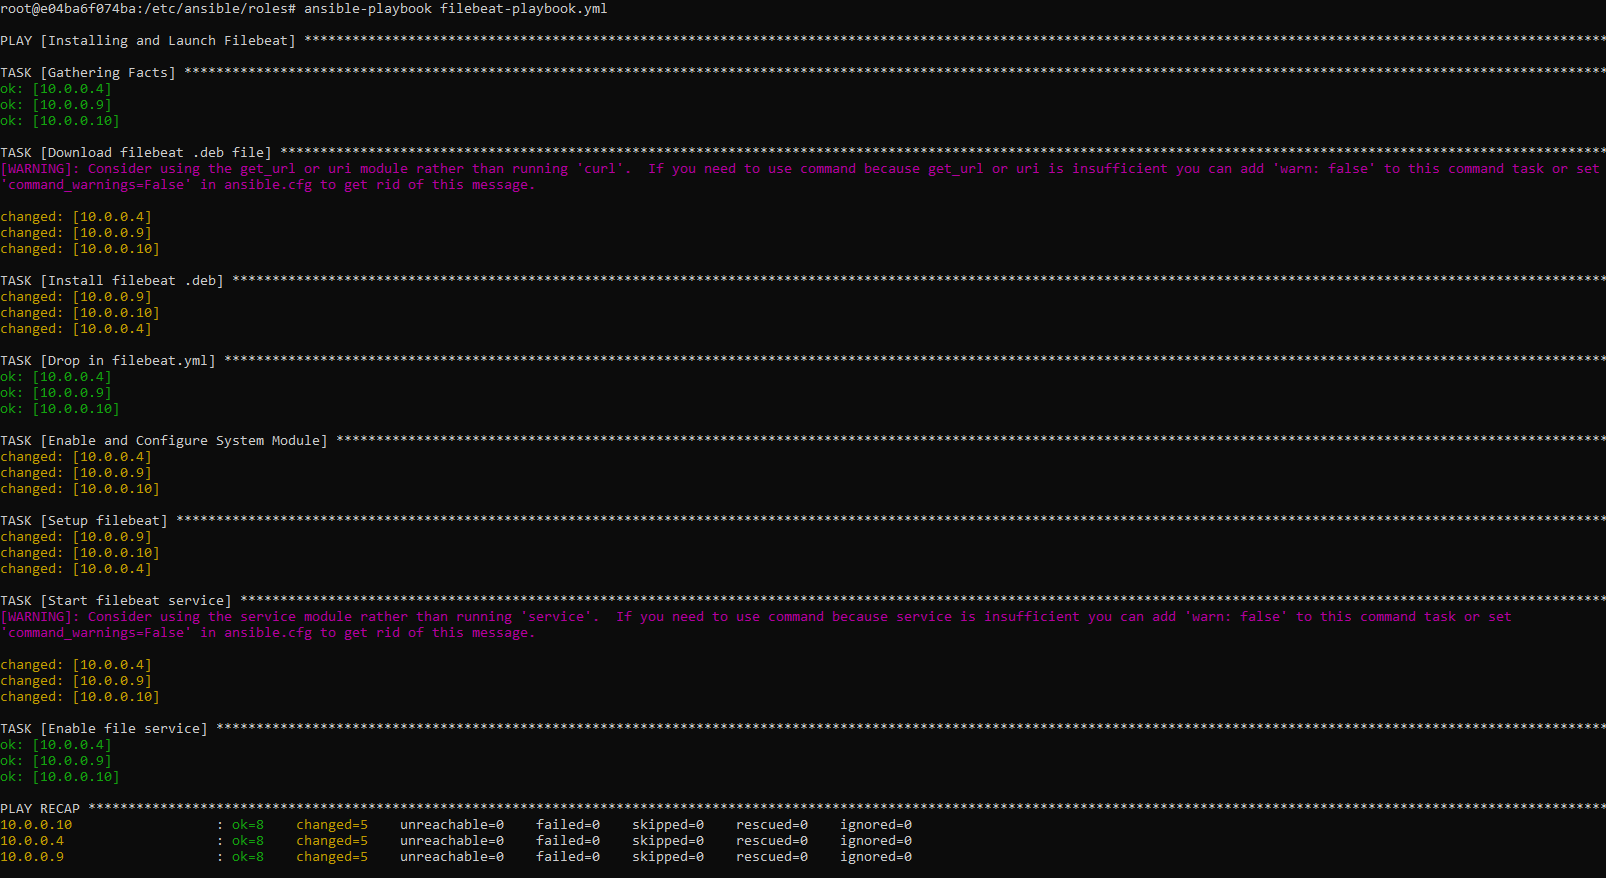 root@e04ba6f074ba:/etc/ansible/roles# ansible-playbook filebeat-playbook.yml
PLAY [Installing and Launch Filebeat] *******************************************************************************************************************************************************************
TASK [Gathering Facts] **********************************************************************************************************************************************************************************
ok: [10.0.0.4]
ok: [10.0.0.9]
ok: [10.0.0.10]
TASK [Download filebeat .deb file] **********************************************************************************************************************************************************************
[WARNING]: Consider using the get_url or uri module rather than running 'curl'.  If you need to use command because get_url or uri is insufficient you can add 'warn: false' to this command task or set
'command_warnings=False' in ansible.cfg to get rid of this message.
changed: [10.0.0.4]
changed: [10.0.0.9]
changed: [10.0.0.10]
TASK [Install filebeat .deb] ****************************************************************************************************************************************************************************
changed: [10.0.0.9]
changed: [10.0.0.10]
changed: [10.0.0.4]
TASK [Drop in filebeat.yml] *****************************************************************************************************************************************************************************
ok: [10.0.0.4]
ok: [10.0.0.9]
ok: [10.0.0.10]
TASK [Enable and Configure System Module] ***************************************************************************************************************************************************************
changed: [10.0.0.4]
changed: [10.0.0.9]
changed: [10.0.0.10]
TASK [Setup filebeat] ***********************************************************************************************************************************************************************************
changed: [10.0.0.9]
changed: [10.0.0.10]
changed: [10.0.0.4]
TASK [Start filebeat service] ***************************************************************************************************************************************************************************
[WARNING]: Consider using the service module rather than running 'service'.  If you need to use command because service is insufficient you can add 'warn: false' to this command task or set
'command_warnings=False' in ansible.cfg to get rid of this message.
changed: [10.0.0.4]
changed: [10.0.0.9]
changed: [10.0.0.10]
TASK [Enable file service] ******************************************************************************************************************************************************************************
ok: [10.0.0.4]
ok: [10.0.0.9]
ok: [10.0.0.10]
PLAY RECAP **********************************************************************************************************************************************************************************************
10.0.0.10                  : ok=8    changed=5    unreachable=0    failed=0    skipped=0    rescued=0    ignored=0
10.0.0.4                   : ok=8    changed=5    unreachable=0    failed=0    skipped=0    rescued=0    ignored=0
10.0.0.9                   : ok=8    changed=5    unreachable=0    failed=0    skipped=0    rescued=0    ignored=0